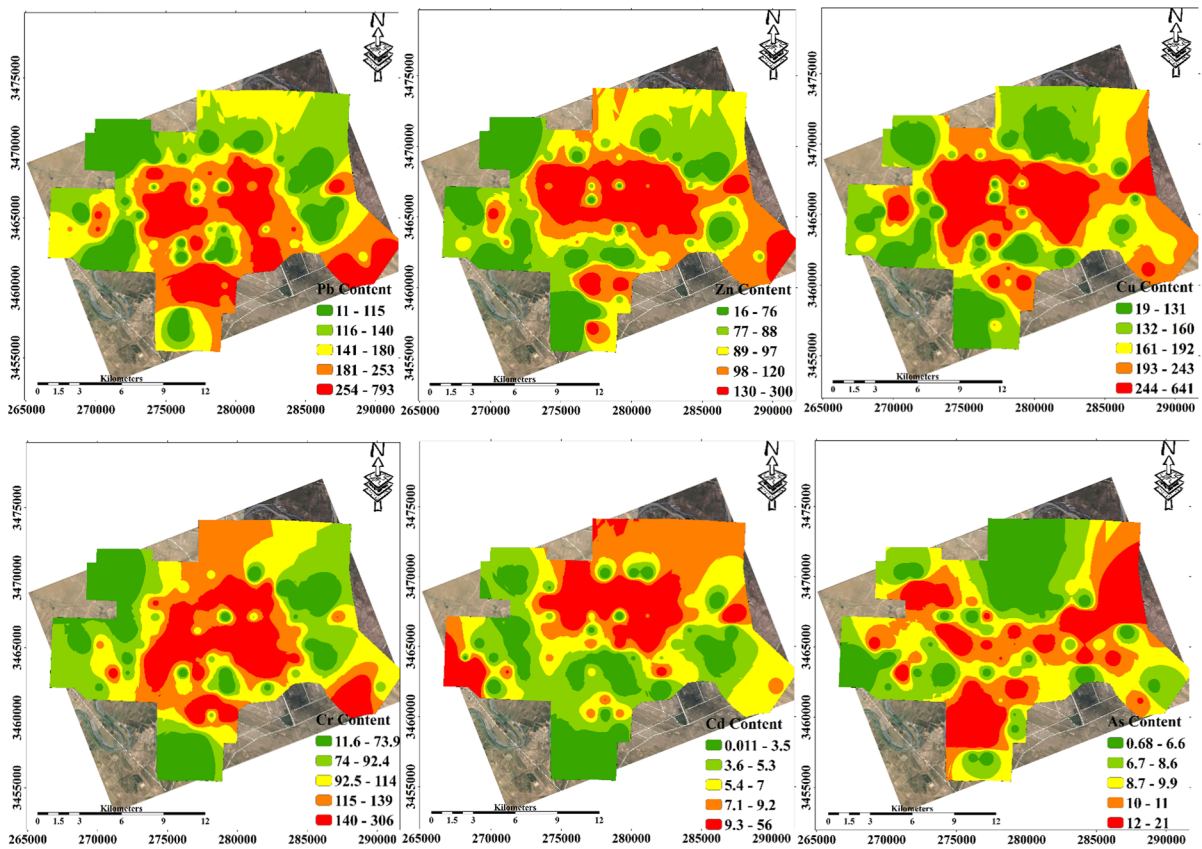 N
3475000
3470000
3465000
3460000
3455000
Pb Content
11 - 115
116 - 140
141 - 180
181 - 253
254 - 793
Kilometers
0 1.5 3 6 9 12
265000 270000 275000 280000 285000 290000
N
3475000
3470000
3465000
3460000
3455000
Zn Content
16 - 76
77 - 88
89 - 97
98 - 120
130 - 300
Kilometers
0 1.5 3 6 9 12
265000 270000 275000 280000 285000 290000
N
3475000
3470000
3465000
3460000
3455000
Cu Content
19 - 131
132 - 160
161 - 192
193 - 243
244 - 641
Kilometers
0 1.5 3 6 9 12
265000 270000 275000 280000 285000 290000
N
3475000
3470000
3465000
3460000
3455000
Cr Content
11.6 - 73.9
74 - 92.4
92.5 - 114
115 - 139
140 - 306
Kilometers
0 1.5 3 6 9 12
265000 270000 275000 280000 285000 290000
N
3475000
3470000
3465000
3460000
3455000
Cd Content
0.011 - 3.5
3.6 - 5.3
5.4 - 7
7.1 - 9.2
9.3 - 56
Kilometers
0 1.5 3 6 9 12
265000 270000 275000 280000 285000 290000
N
3475000
3470000
3465000
3460000
3455000
As Content
0.68 - 6.6
6.7 - 8.6
8.7 - 9.9
10 - 11
12 - 21
Kilometers
0 1.5 3 6 9 12
265000 270000 275000 280000 285000 290000